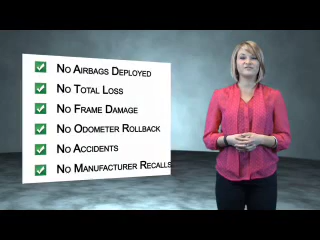 No Airbags Deployed
No Total Loss
No Frame Damage
No Odometer Rollback
No Accidents
No Manufacturer Recalls